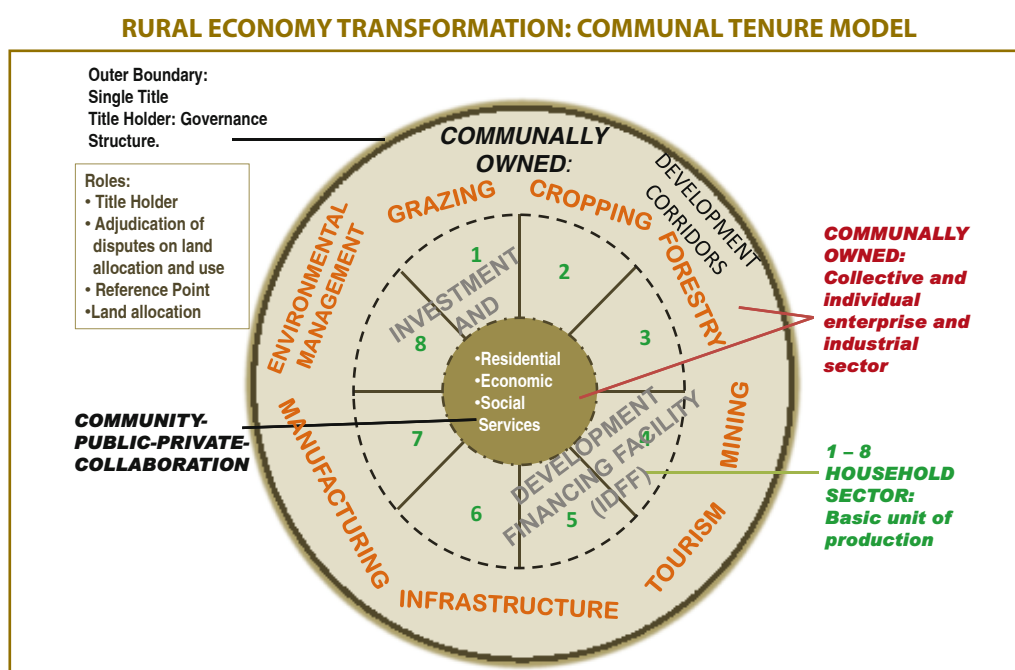 RURAL ECONOMY TRANSFORMATION: COMMUNAL TENURE MODEL
Outer Boundary:
Single Title
Title Holder: Governance
Structure.
Roles:
• Title Holder
• Adjudication of
disputes on land
allocation and use
• Reference Point
•Land allocation
COMMUNALLY
OWNED:
DEVELOPMENT
CORRIDORS
ENVIRONMENTAL
MANAGEMENT
GRAZING
CROPPING
FORESTRY
MINING
TOURISM
INFRASTRUCTURE
MANUFACTURING
1
2
3
4
5
6
7
8
INVESTMENT
AND
DEVELOPMENT
FINANCING FACILITY
(IDFF)
•Residential
•Economic
•Social
Services
COMMUNITY-
PUBLIC-PRIVATE-
COLLABORATION
COMMUNALLY
OWNED:
Collective and
individual
enterprise and
industrial
sector
1 – 8
HOUSEHOLD
SECTOR:
Basic unit of
production